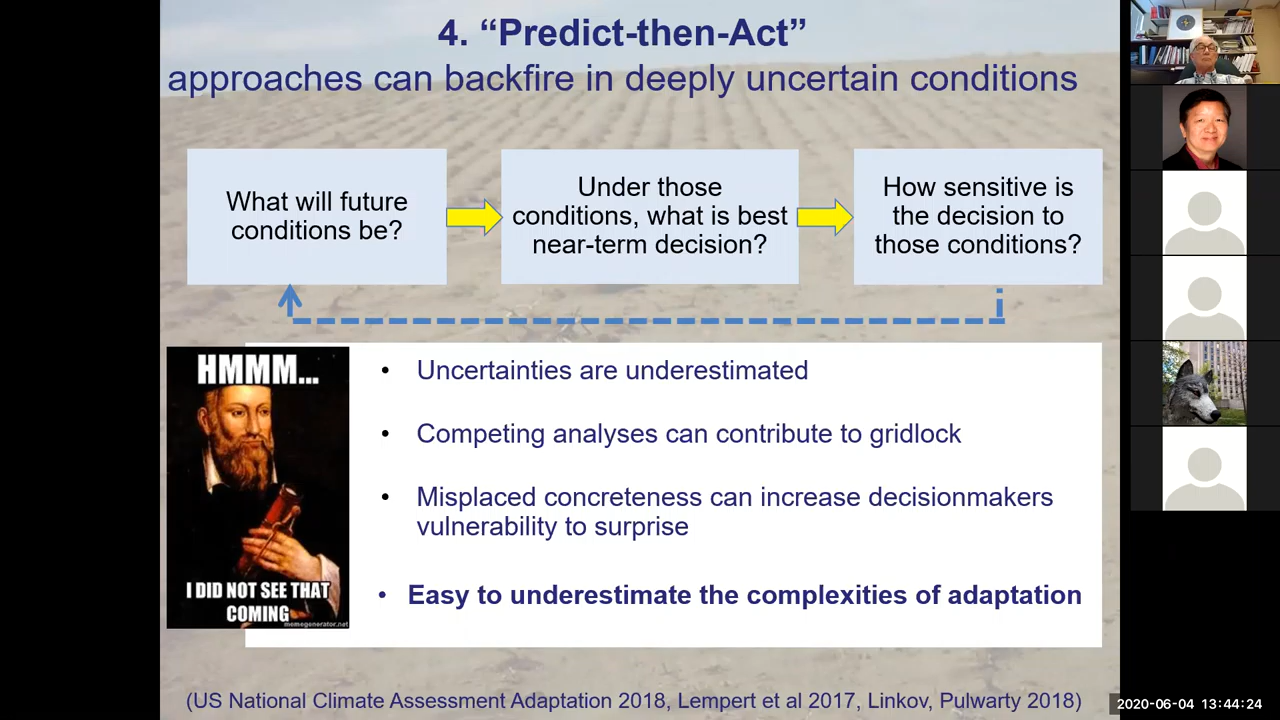 4. “Predict-then-Act”
approaches can backfire in deeply uncertain conditions
What will future
conditions be?
Under those
conditions, what is best
near-term decision?
How sensitive is
the decision to
those conditions?
HMMM...
I DID NOT SEE THAT
COMING
memegenerator.net
• Uncertainties are underestimated
• Competing analyses can contribute to gridlock
• Misplaced concreteness can increase decisionmakers
vulnerability to surprise
• Easy to underestimate the complexities of adaptation
(US National Climate Assessment Adaptation 2018, Lempert et al 2017, Linkov, Pulwarty 2018)
2020-06-04 13:44:24